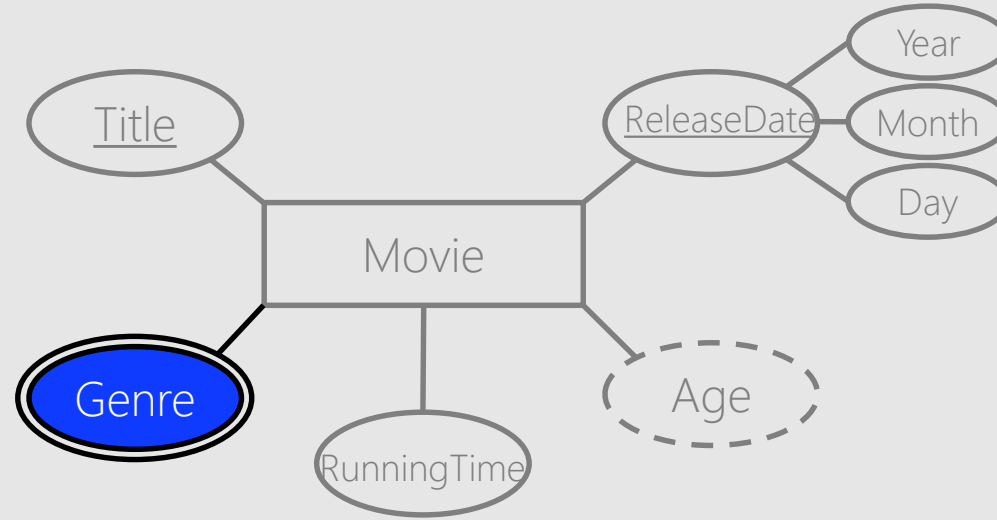 Title
ReleaseDate
Year
Month
Day
Movie
Genre
RunningTime
Age